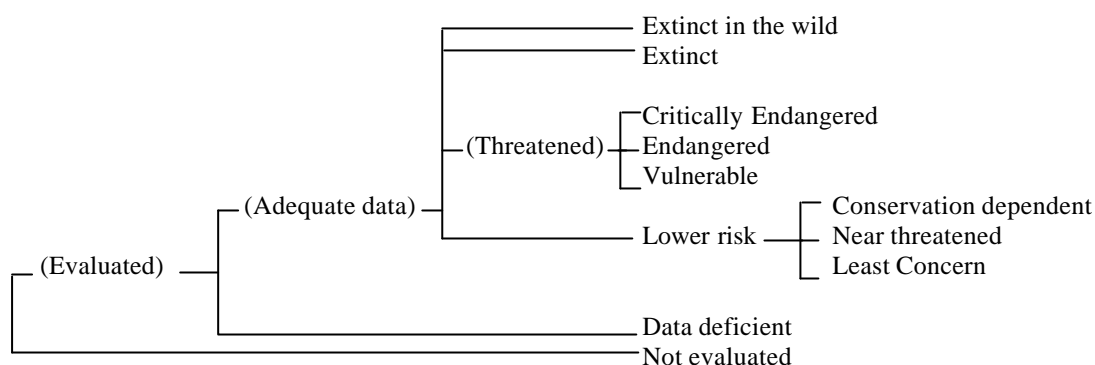 Extinct in the wild
Extinct
Critically Endangered
(Threatened)
Endangered
Vulnerable
(Adequate data)
Conservation dependent
Lower risk
Near threatened
Least Concern
(Evaluated)
Data deficient
Not evaluated